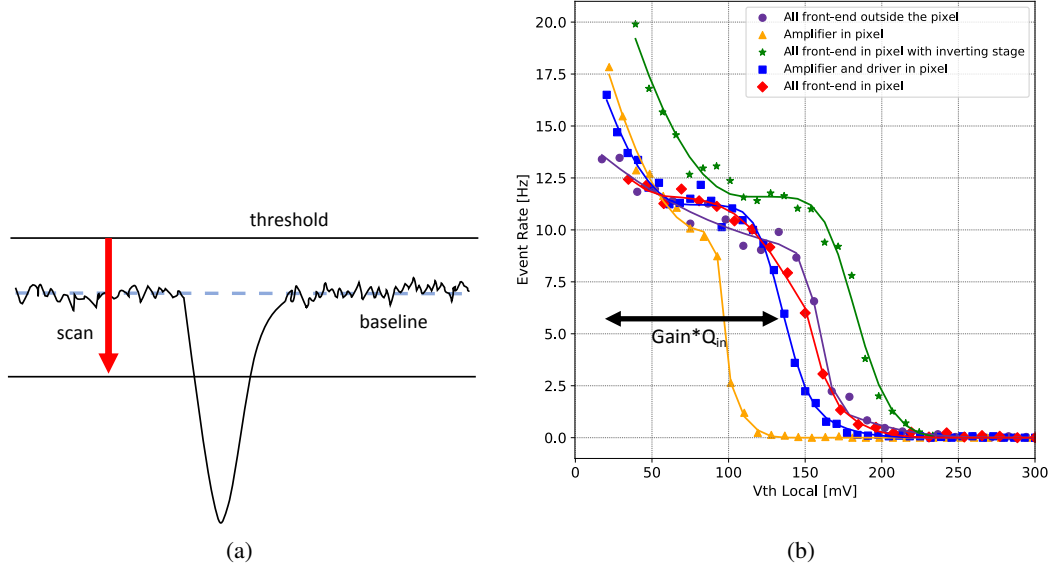 threshold
scan
baseline
(a)
All front-end outside the pixel
Amplifier in pixel
All front-end in pixel with inverting stage
Amplifier and driver in pixel
All front-end in pixel
Event Rate [Hz]
20.0
17.5
15.0
12.5
10.0
7.5
5.0
2.5
0.0
Gain*Qin
0 50 100 150 200 250 300
Vth Local [mV]
(b)